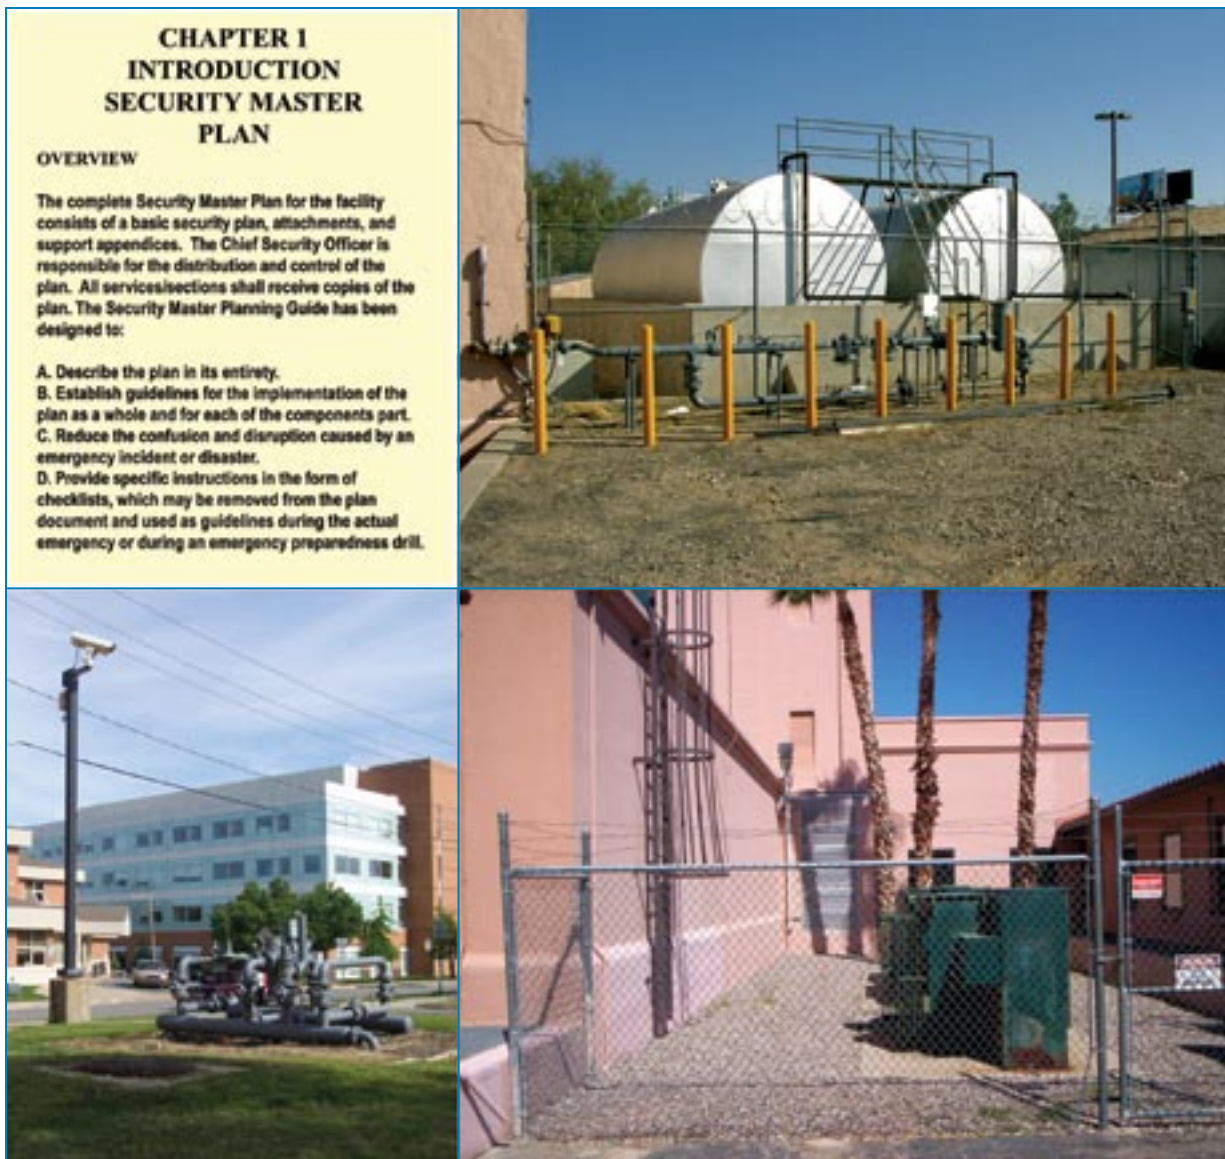 CHAPTER 1
INTRODUCTION
SECURITY MASTER
PLAN
OVERVIEW
The complete Security Master Plan for the facility
consists of a basic security plan, attachments, and
support appendices. The Chief Security Officer is
responsible for the distribution and control of the
plan. All services/sections shall receive copies of the
plan. The Security Master Planning Guide has been
designed to:
A. Describe the plan in its entirety.
B. Establish guidelines for the implementation of the
plan as a whole and for each of the components part.
C. Reduce the confusion and disruption caused by an
emergency incident or disaster.
D. Provide specific instructions in the form of
checklists, which may be removed from the plan
document and used as guidelines during the actual
emergency or during an emergency preparedness drill.